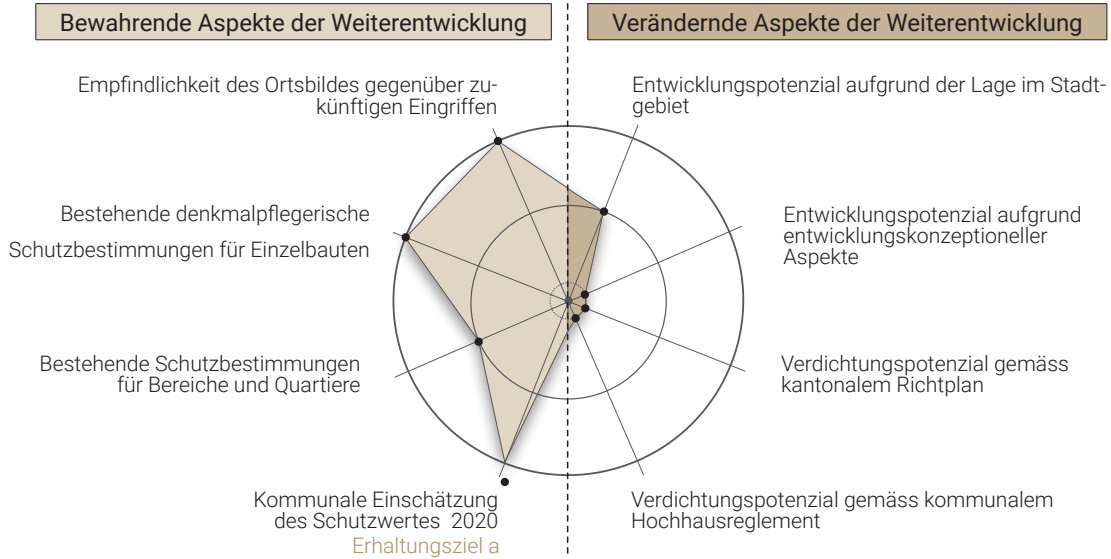 Bewahrende Aspekte der Weiterentwicklung
Verändernde Aspekte der Weiterentwicklung
Empfindlichkeit des Ortsbildes gegenüber zu-
künftigen Eingriffen
Entwicklungspotenzial aufgrund der Lage im Stadt-
gebiet
Bestehende denkmalpflegerische
Schutzbestimmungen für Einzelbauten
Entwicklungspotenzial aufgrund
entwicklungskonzeptioneller
Aspekte
Bestehende Schutzbestimmungen
für Bereiche und Quartiere
Verdichtungspotenzial gemäss
kantonalem Richtplan
Kommunale Einschätzung
des Schutzwertes 2020
Erhaltungsziel a
Verdichtungspotenzial gemäss kommunalem
Hochhausreglement